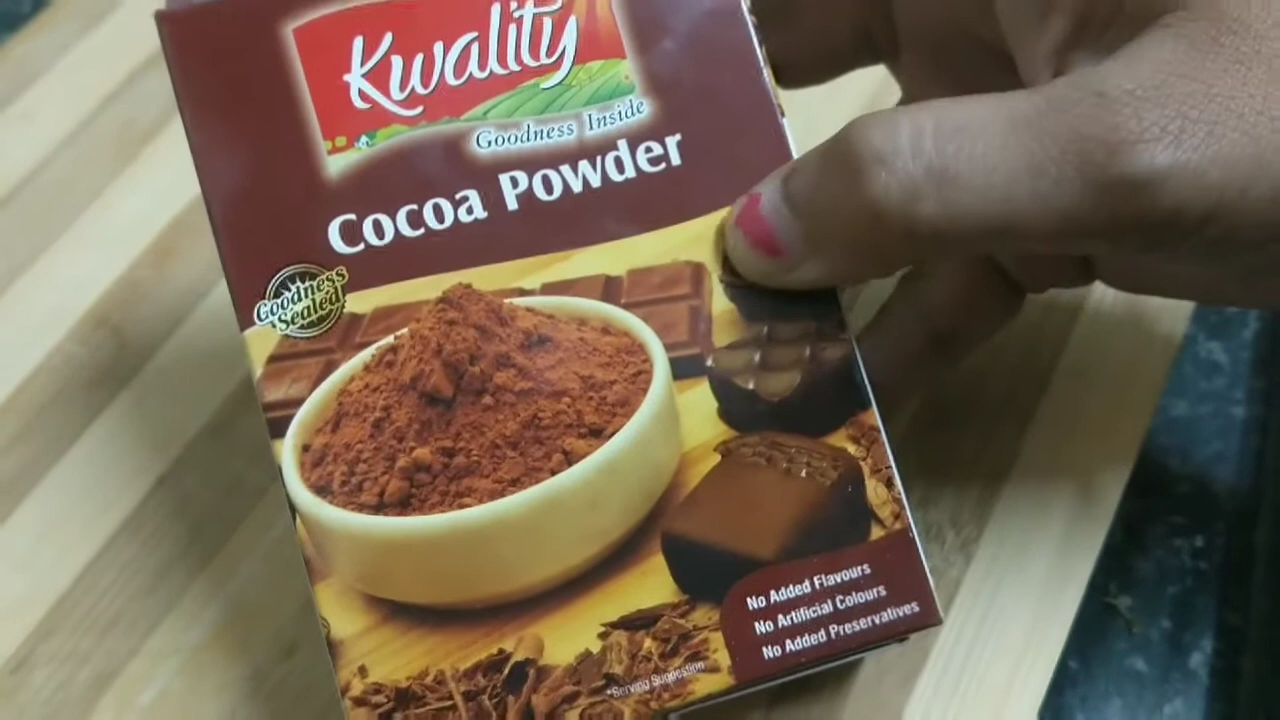 Kwality
Goodness Inside
Cocoa Powder
Goodness
Sealed
No Added Flavours
No Artificial Colours
No Added Preservatives
*Serving Suggestion